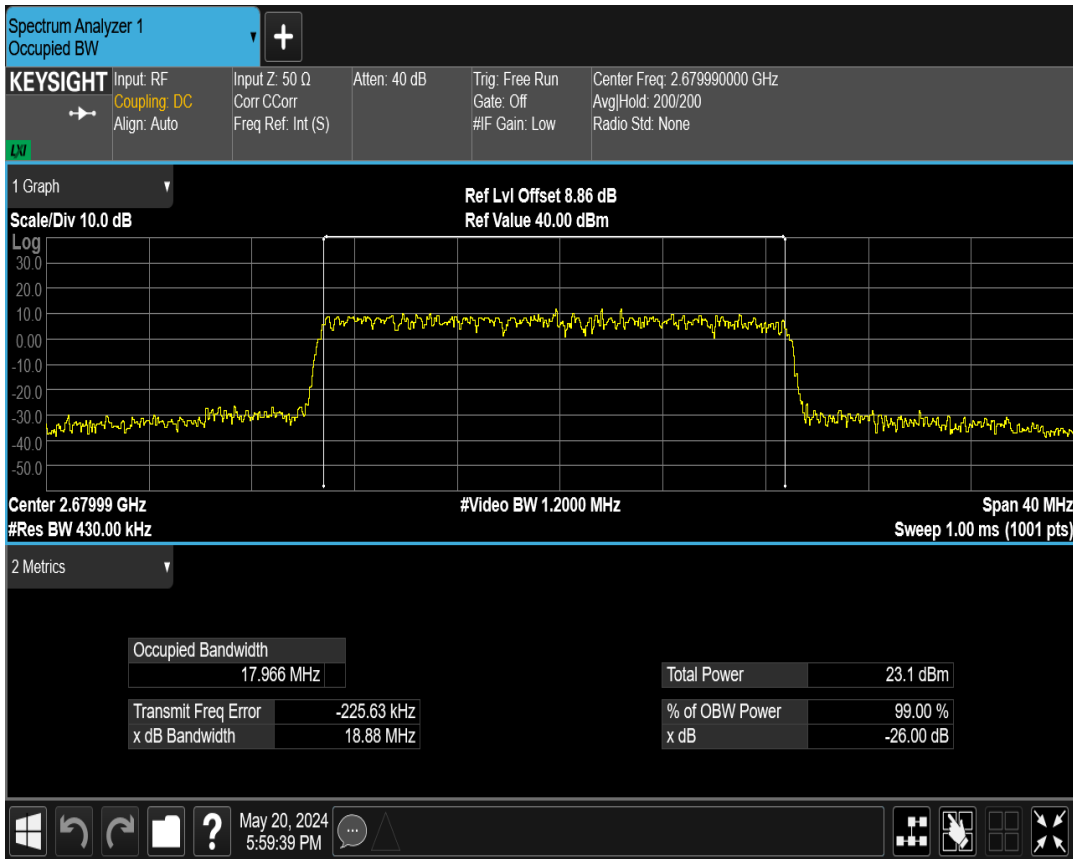 Spectrum Analyzer 1
Occupied BW
+
KEYSIGHT
LXI
Input: RF
Coupling: DC
Align: Auto
Input Z: 50 Ω
Corr CCorr
Freq Ref: Int (S)
Atten: 40 dB
Trig: Free Run
Gate: Off
#IF Gain: Low
Center Freq: 2.679990000 GHz
Avg|Hold: 200/200
Radio Std: None
1 Graph
Scale/Div 10.0 dB
Ref Lvl Offset 8.86 dB
Ref Value 40.00 dBm
Log
30.0
20.0
10.0
0.00
-10.0
-20.0
-30.0
-40.0
-50.0
Center 2.67999 GHz
#Video BW 1.2000 MHz
Span 40 MHz
#Res BW 430.00 kHz
Sweep 1.00 ms (1001 pts)
2 Metrics
Occupied Bandwidth
17.966 MHz
Total Power 23.1 dBm
Transmit Freq Error -225.63 kHz
% of OBW Power 99.00 %
x dB Bandwidth 18.88 MHz
x dB -26.00 dB
?
May 20, 2024
5:59:39 PM